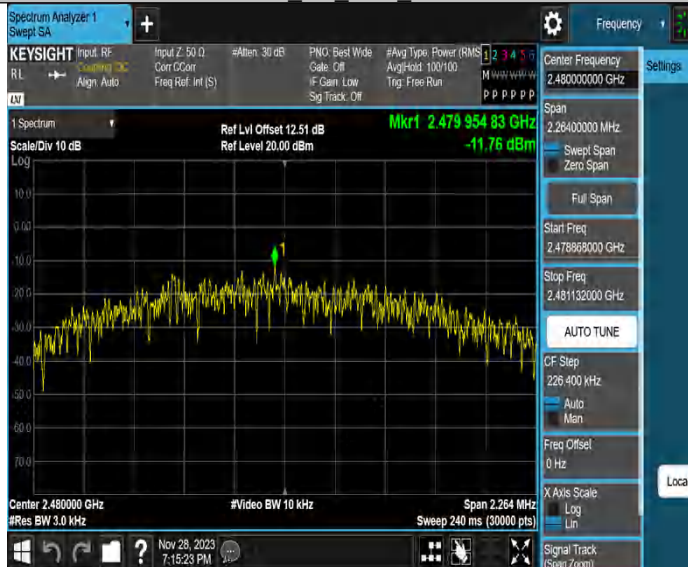 Spectrum Analyzer 1
Swept SA
+
Frequency
KEYSIGHT Input: RF
RL
Coupling: DC
Align: Auto
Input Z: 50 Ω
Corr CCorr
Freq Ref: Int (S)
#Atten: 30 dB
PNO: Best Wide
Gate: Off
IF Gain: Low
Sig Track: Off
#Avg Type: Power (RMS
Avg|Hold: 100/100
Trig: Free Run
1 2 3 4 5 6
M W W W W W
P P P P P P
LXI
1 Spectrum
Scale/Div 10 dB
Ref Lvl Offset 12.51 dB
Ref Level 20.00 dBm
Mkr1 2.479 954 83 GHz
-11.76 dBm
Log
10.0
0.00
-10.0
-20.0
-30.0
-40.0
-50.0
-60.0
-70.0
1
Center 2.480000 GHz
#Res BW 3.0 kHz
#Video BW 10 kHz
Span 2.264 MHz
Sweep 240 ms (30000 pts)
Nov 28, 2023
7:15:23 PM
?
Center Frequency
2.480000000 GHz
Settings
Span
2.26400000 MHz
Swept Span
Zero Span
Full Span
Start Freq
2.478868000 GHz
Stop Freq
2.481132000 GHz
AUTO TUNE
CF Step
226.400 kHz
Auto
Man
Freq Offset
0 Hz
X Axis Scale
Log
Lin
Loca
Signal Track
(Span Zoom)